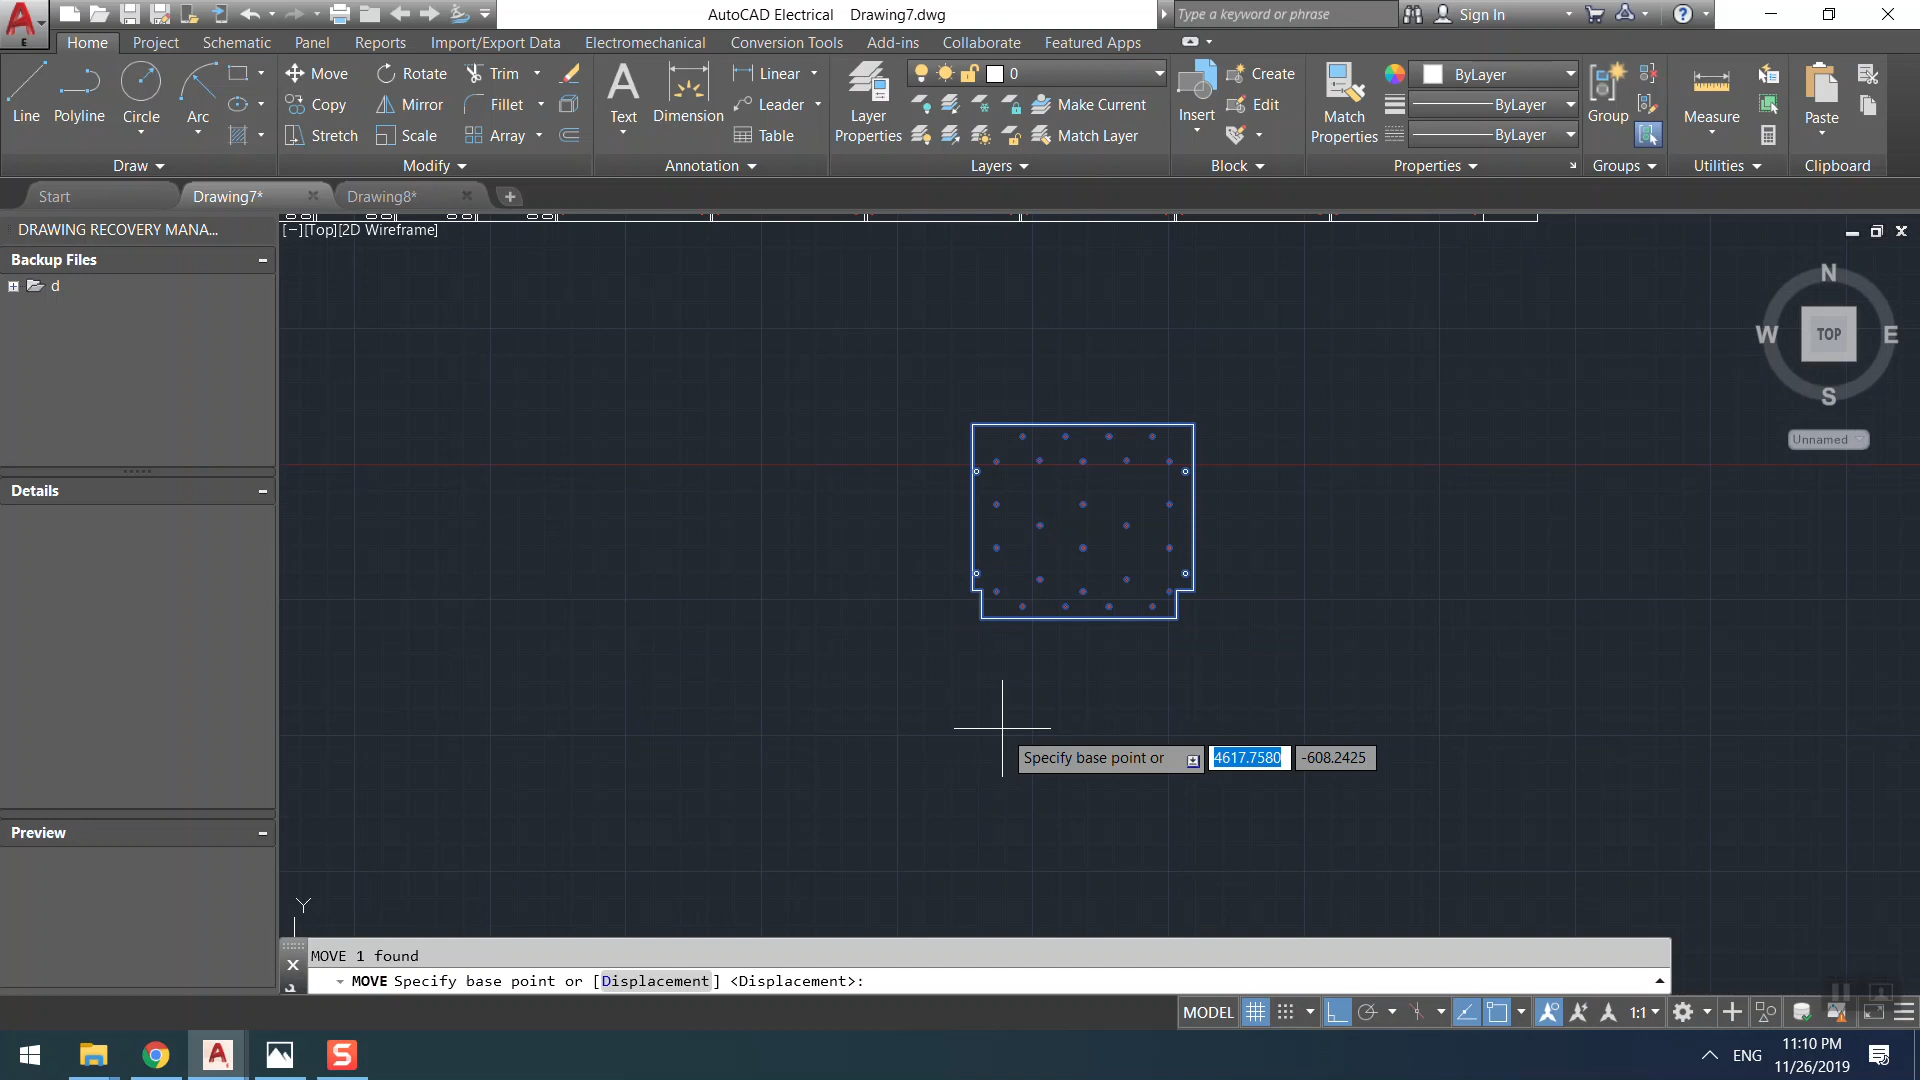 AutoCAD Electrical Drawing7.dwg
Type a keyword or phrase
Sign In
E
Home Project Schematic Panel Reports Import/Export Data Electromechanical Conversion Tools Add-ins Collaborate Featured Apps
Line Polyline Circle Arc
Move Rotate Trim
Copy Mirror Fillet
Stretch Scale Array
Text Dimension
Linear
Leader
Table
Layer
Properties
0
Make Current
Match Layer
Insert
Create
Edit
Match
Properties
ByLayer
ByLayer
ByLayer
Group
Measure
Paste
Draw Modify Annotation Layers Block Properties Groups Utilities Clipboard
Start Drawing7* Drawing8*
DRAWING RECOVERY MANA...
[−][Top][2D Wireframe]
Backup Files
d
Details
Preview
N
W TOP E
S
Unnamed
Specify base point or 4617.7580 -608.2425
Y
MOVE 1 found
MOVE Specify base point or [Displacement] <Displacement>:
MODEL 1:1
ENG
11:10 PM
11/26/2019